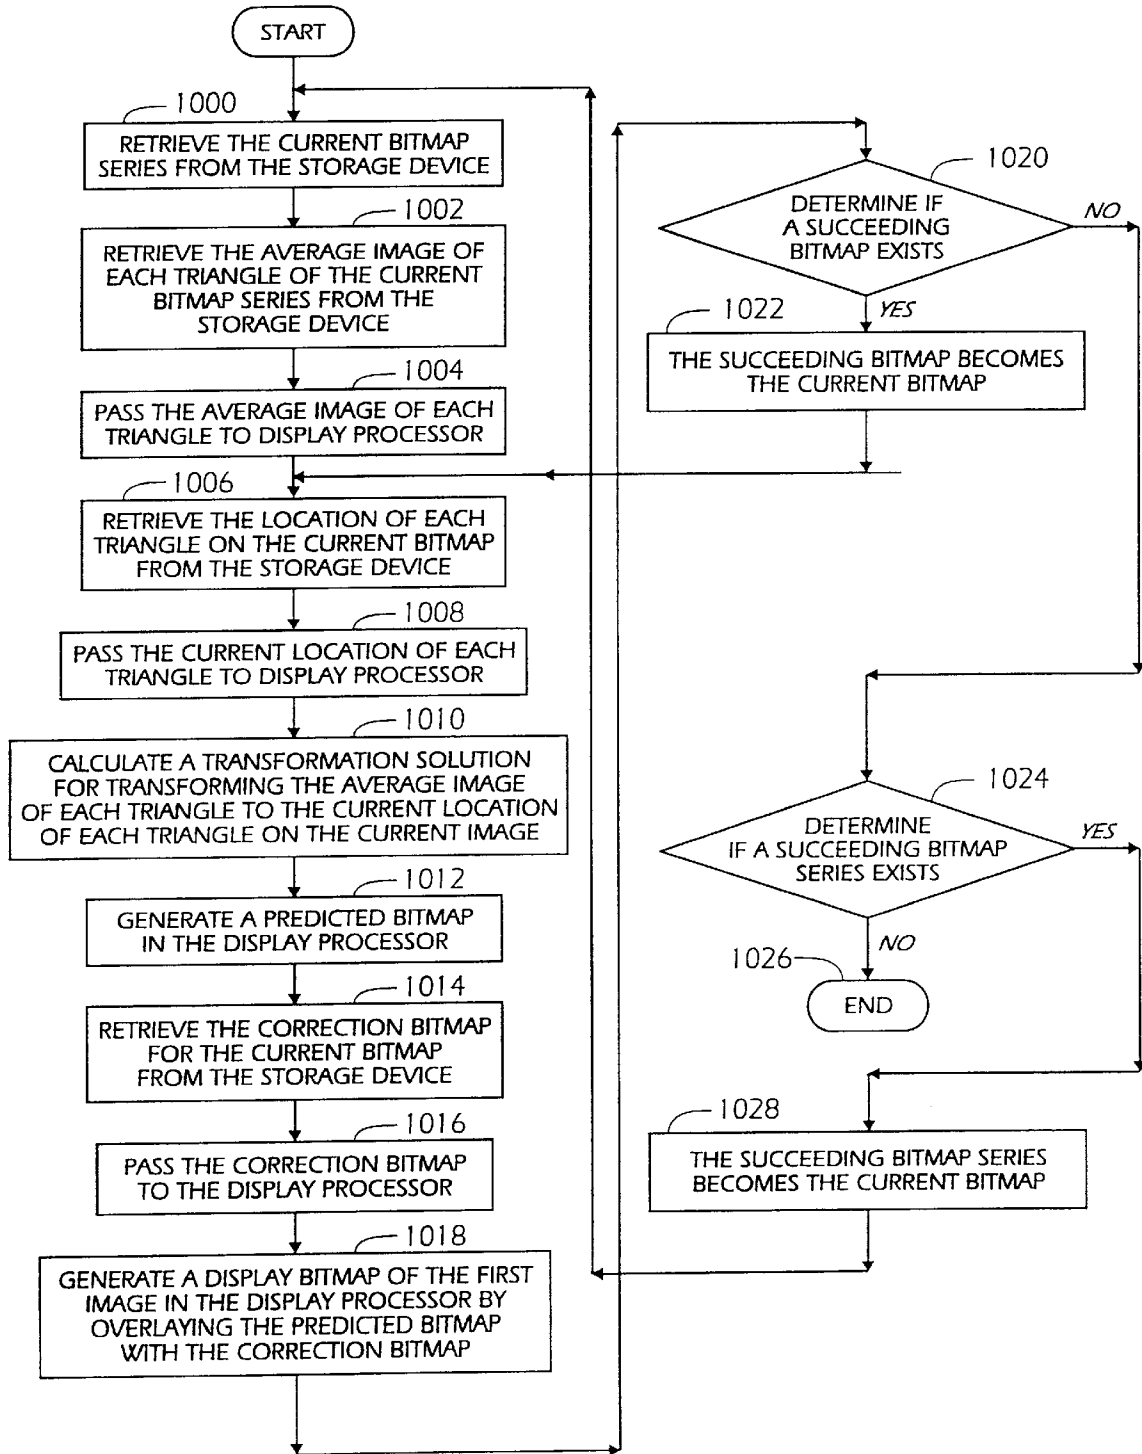 START
1000
RETRIEVE THE CURRENT BITMAP
SERIES FROM THE STORAGE DEVICE
1002
RETRIEVE THE AVERAGE IMAGE OF
EACH TRIANGLE OF THE CURRENT
BITMAP SERIES FROM THE
STORAGE DEVICE
1004
PASS THE AVERAGE IMAGE OF EACH
TRIANGLE TO DISPLAY PROCESSOR
1006
RETRIEVE THE LOCATION OF EACH
TRIANGLE ON THE CURRENT BITMAP
FROM THE STORAGE DEVICE
1008
PASS THE CURRENT LOCATION OF EACH
TRIANGLE TO DISPLAY PROCESSOR
1010
CALCULATE A TRANSFORMATION SOLUTION
FOR TRANSFORMING THE AVERAGE IMAGE
OF EACH TRIANGLE TO THE CURRENT LOCATION
OF EACH TRIANGLE ON THE CURRENT IMAGE
1012
GENERATE A PREDICTED BITMAP
IN THE DISPLAY PROCESSOR
1014
RETRIEVE THE CORRECTION BITMAP
FOR THE CURRENT BITMAP
FROM THE STORAGE DEVICE
1016
PASS THE CORRECTION BITMAP
TO THE DISPLAY PROCESSOR
1018
GENERATE A DISPLAY BITMAP OF THE FIRST
IMAGE IN THE DISPLAY PROCESSOR BY
OVERLAYING THE PREDICTED BITMAP
WITH THE CORRECTION BITMAP
1020
DETERMINE IF
A SUCCEEDING
BITMAP EXISTS
NO
YES
1022
THE SUCCEEDING BITMAP BECOMES
THE CURRENT BITMAP
1024
DETERMINE
IF A SUCCEEDING BITMAP
SERIES EXISTS
YES
NO
1026
END
1028
THE SUCCEEDING BITMAP SERIES
BECOMES THE CURRENT BITMAP